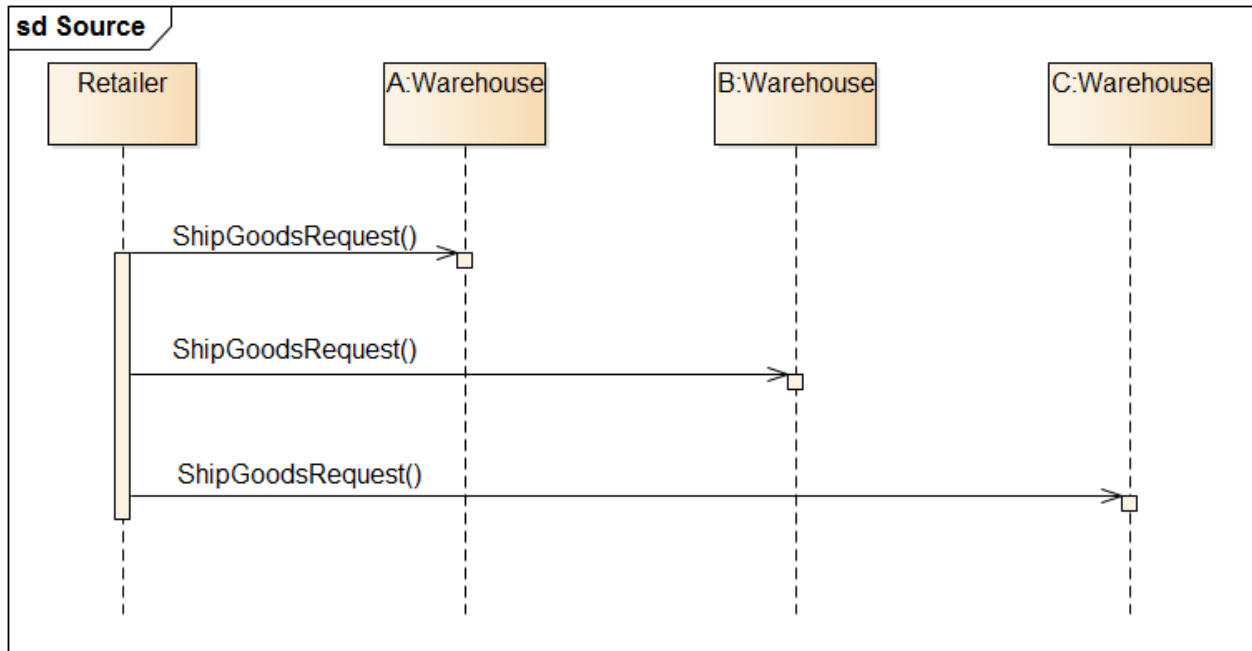 sd Source
Retailer
A:Warehouse
B:Warehouse
C:Warehouse
ShipGoodsRequest()
ShipGoodsRequest()
ShipGoodsRequest()